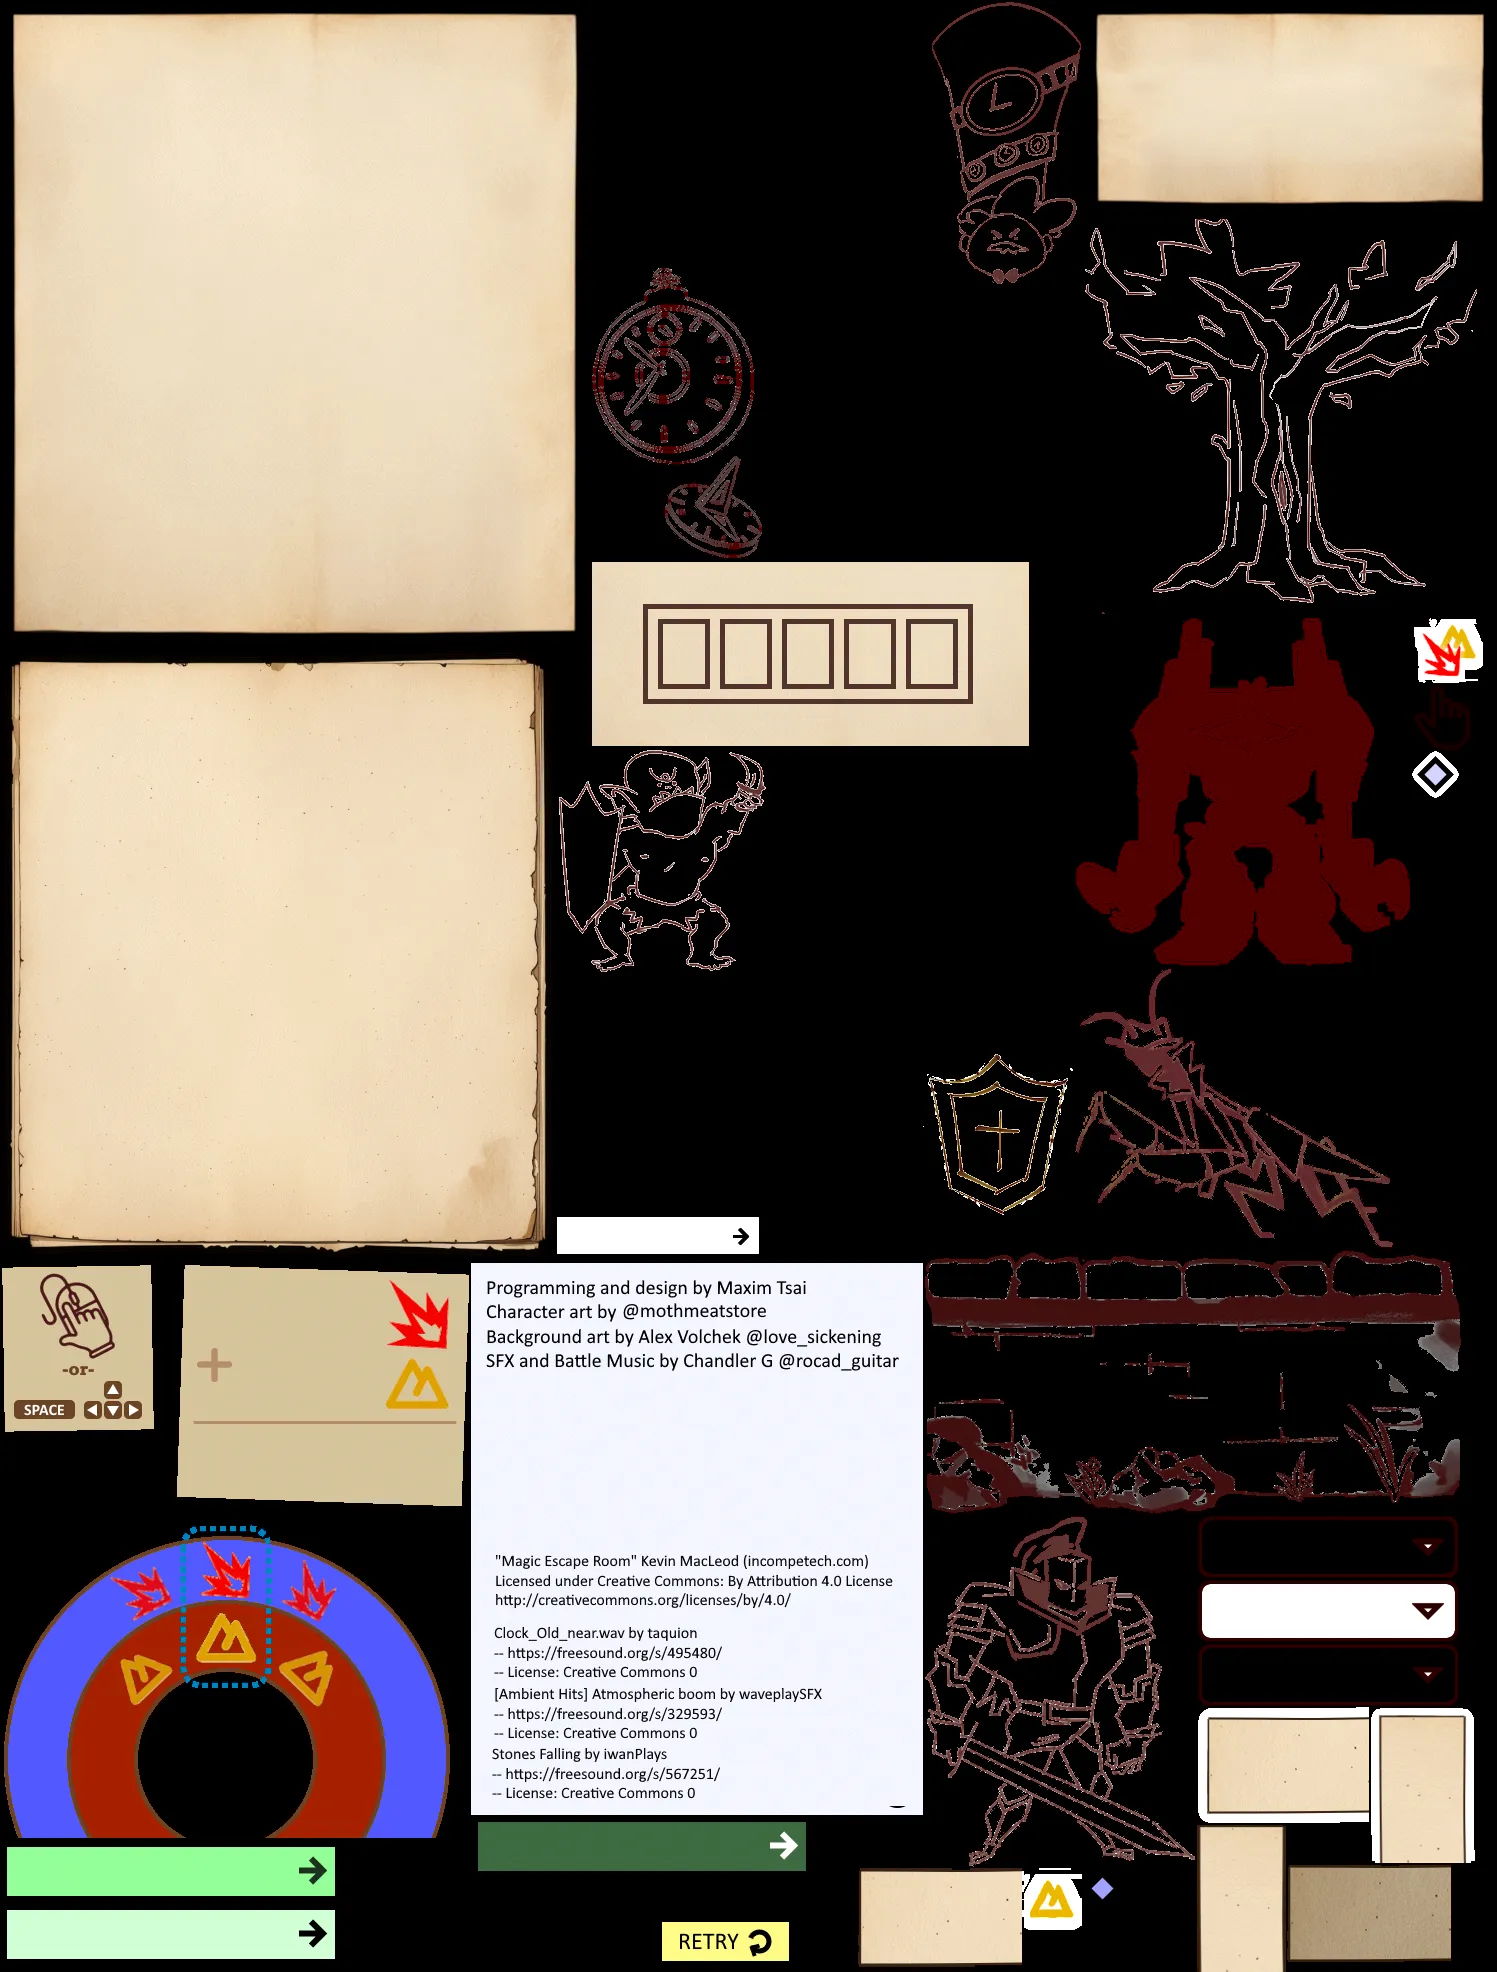 -or-
SPACE
Programming and design by Maxim Tsai
Character art by @mothmeatstore
Background art by Alex Volchek @love_sickening
SFX and Battle Music by Chandler G @rocad_guitar
"Magic Escape Room" Kevin MacLeod (incompetech.com)
Licensed under Creative Commons: By Attribution 4.0 License
http://creativecommons.org/licenses/by/4.0/
Clock_Old_near.wav by taquion
-- https://freesound.org/s/495480/
-- License: Creative Commons 0
[Ambient Hits] Atmospheric boom by waveplaySFX
-- https://freesound.org/s/329593/
-- License: Creative Commons 0
Stones Falling by iwanPlays
-- https://freesound.org/s/567251/
-- License: Creative Commons 0
RETRY